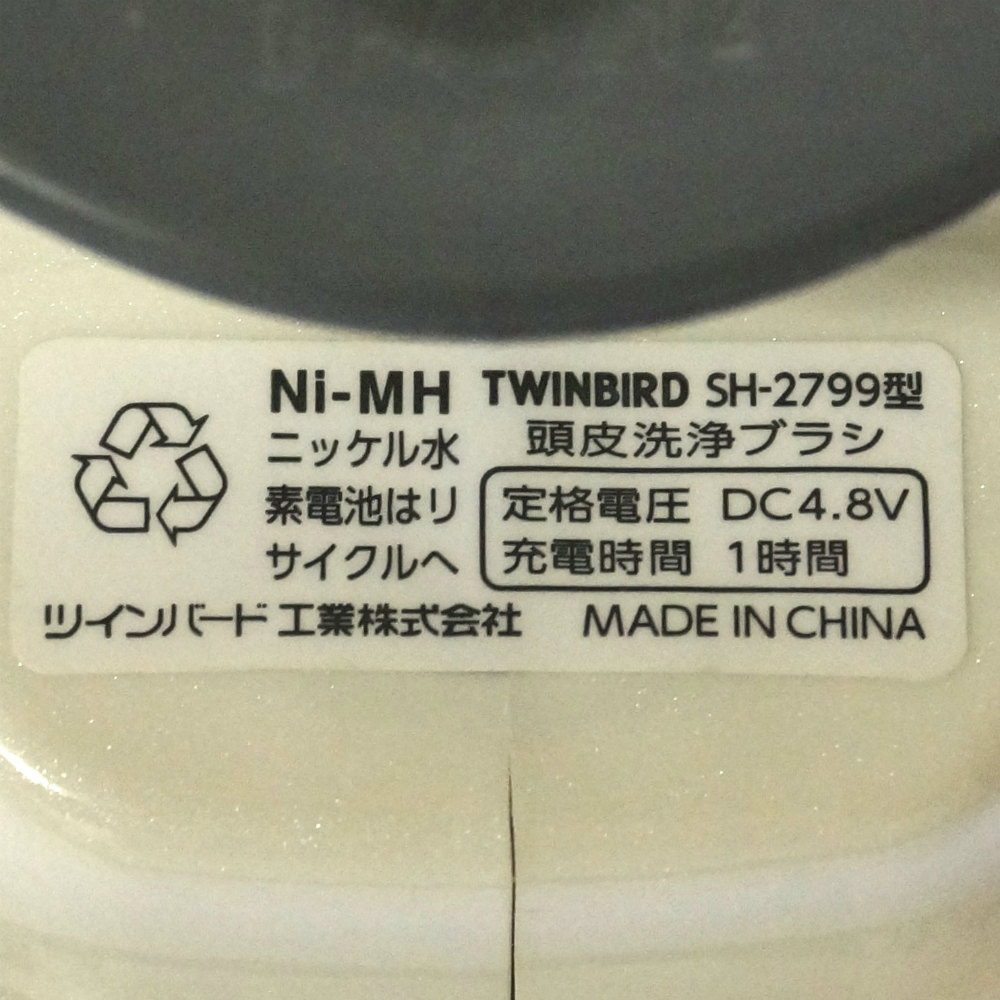 Ni-MH
ニッケル水
素電池はリ
サイクルへ
TWINBIRD SH-2799型
頭皮洗浄ブラシ
定格電圧 DC4.8V
充電時間 1時間
ツインバード工業株式会社 MADE IN CHINA